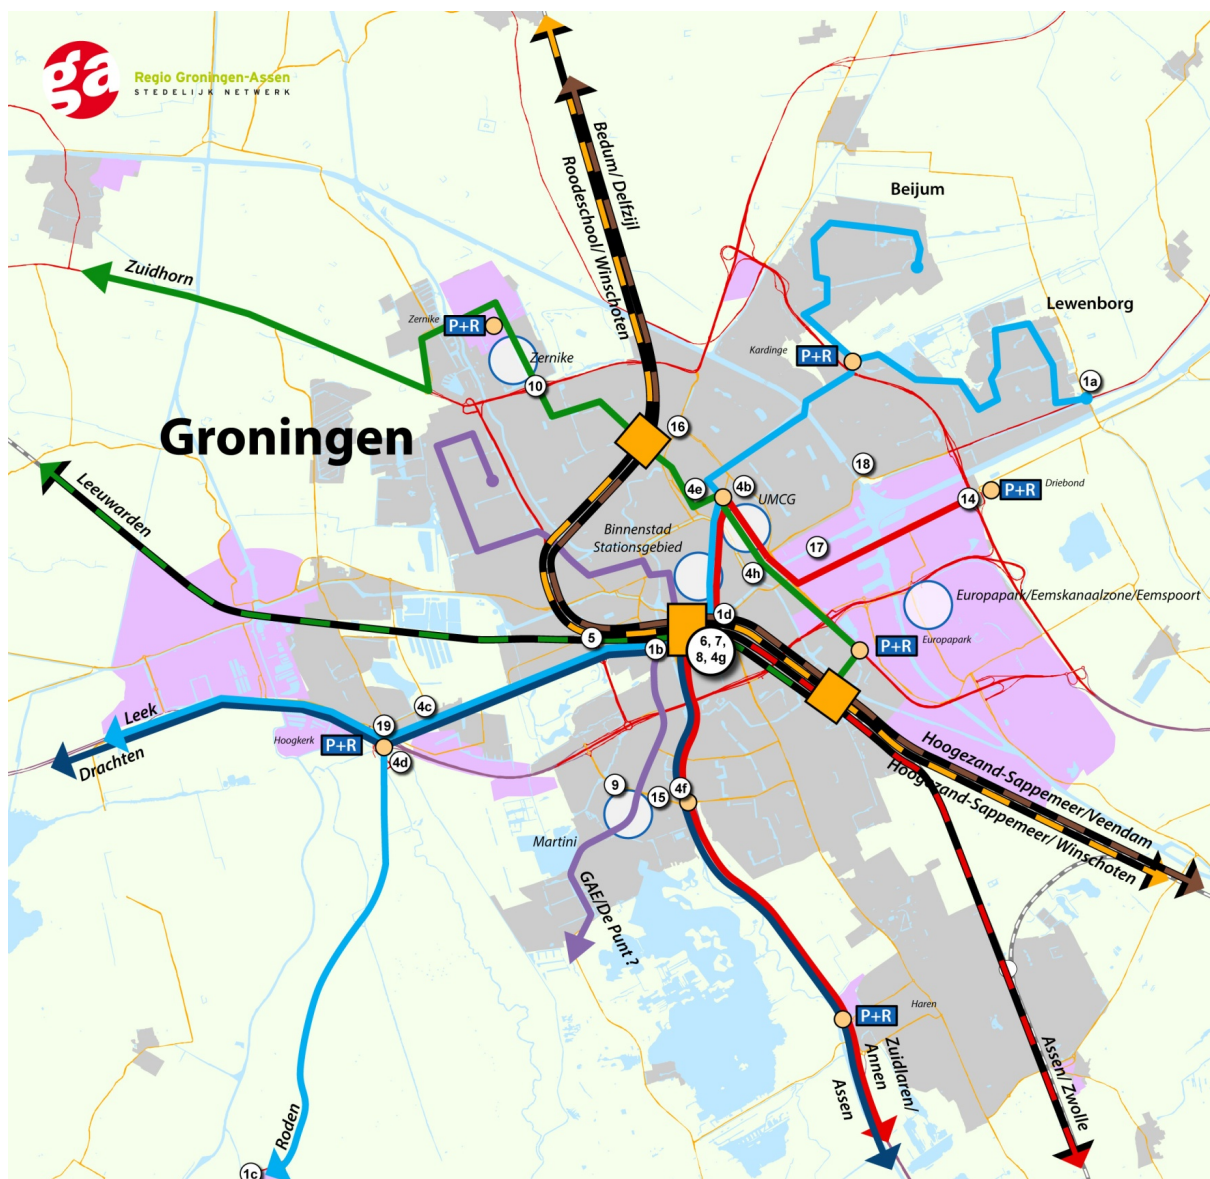 ga
Regio Groningen-Assen
STEDELIJK NETWERK
Bedum/ Delfzijl
Roodeschool/ Winschoten
Beijum
Zuidhorn
Lewenborg
Zernike
P+R
Zernike
Kardinge
P+R
1a
10
Groningen
16
18
4e
4b
UMCG
14
P+R
Driebond
Leeuwarden
Binnenstad
Stationsgebied
17
4h
Europapark/Eemskanaalzone/Eemspoort
1d
5
1b
6, 7,
8, 4g
P+R
Europapark
Leek
4c
19
Hoogkerk
P+R
4d
Drachten
Hoogezand-Sappemeer/Veendam
Hoogezand-Sappemeer/ Winschoten
9
15
4f
Martini
GAE/De Punt ?
Haren
P+R
Zuidlaren/
Annen
Assen
Assen/ Zwolle
Roden
1c